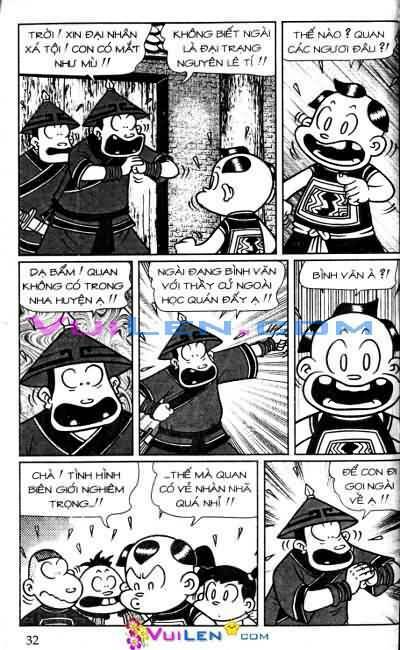 TRỜI! XIN ĐẠI NHÂN
XÁ TỘI! CON CÓ MẮT
NHƯ MÙ!!
KHÔNG BIẾT NGÀI
LÀ ĐẠI TRẠNG
NGUYÊN LÊ TÍ!!
THẾ NÀO? QUAN
CÁC NGƯƠI ĐÂU?!
DẠ BẨM! QUAN
KHÔNG CÓ TRONG
NHA HUYỆN Ạ!!
NGÀI ĐANG BÌNH VĂN
VỚI THẦY CỬ NGOÀI
HỌC QUÁN ĐẤY Ạ!!
BÌNH VĂN À?!
VUILEN.COM
CHÀ! TÌNH HÌNH
BIÊN GIỚI NGHIÊM
TRỌNG...!!
...THẾ MÀ QUAN
CÓ VẺ NHÀN NHÃ
QUÁ NHỈ!!
ĐỂ CON ĐI
GỌI NGÀI
VỀ Ạ!!
32
VUILEN.COM